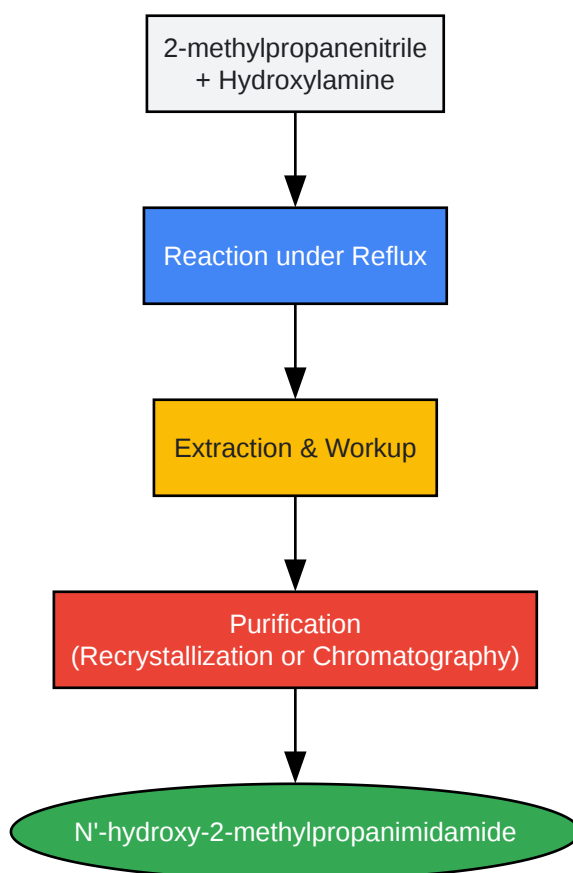 2-methylpropanenitrile
+ Hydroxylamine
Reaction under Reflux
Extraction & Workup
Purification
(Recrystallization or Chromatography)
N'-hydroxy-2-methylpropanimidamide